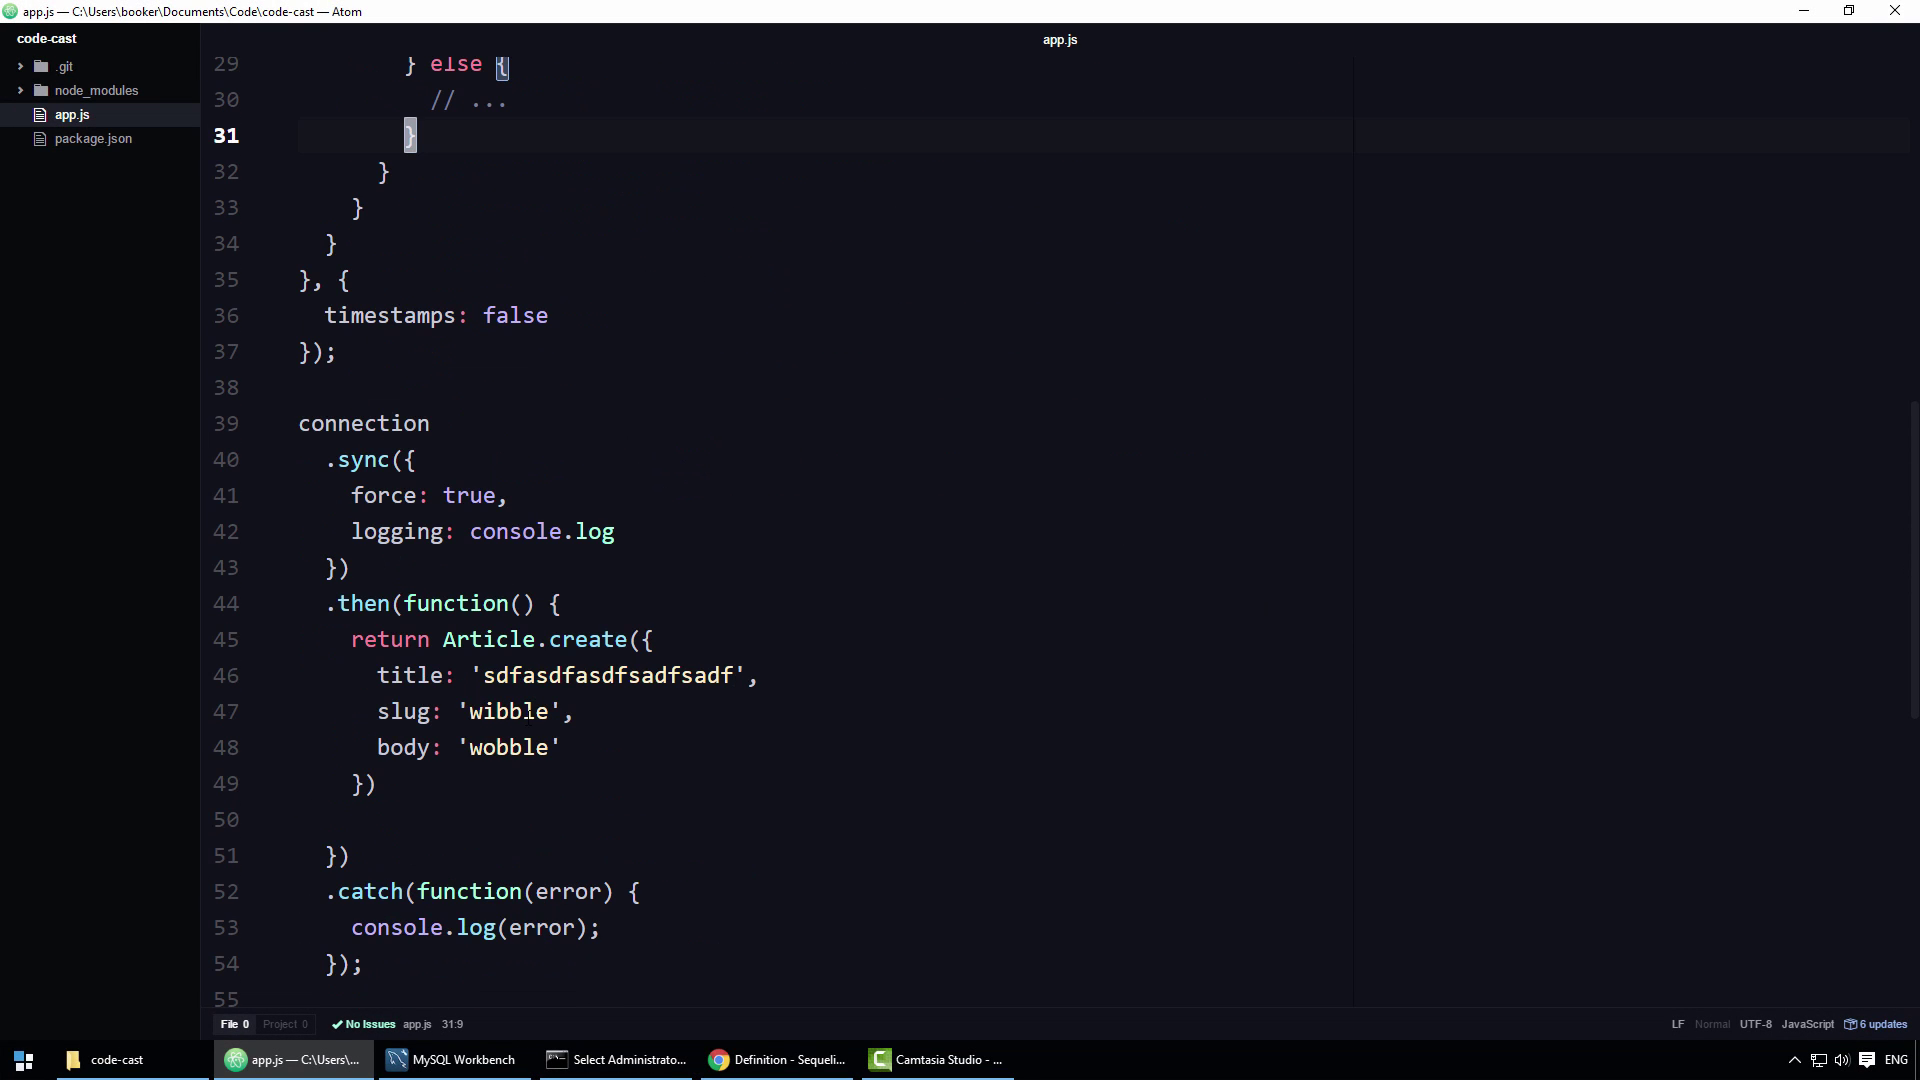 app.js — C:\Users\booker\Documents\Code\code-cast — Atom
code-cast
.git
node_modules
app.js
package.json
app.js
29 } else {
30 // ...
31 }
32 }
33 }
34 }
35 }, {
36 timestamps: false
37 });
38
39 connection
40 .sync({
41 force: true,
42 logging: console.log
43 })
44 .then(function() {
45 return Article.create({
46 title: 'sdfasdfasdfsadfsadf',
47 slug: 'wibble',
48 body: 'wobble'
49 })
50
51 })
52 .catch(function(error) {
53 console.log(error);
54 });
55
File 0 Project 0 No Issues app.js 31:9 LF Normal UTF-8 JavaScript 6 updates
code-cast app.js — C:\Users\... MySQL Workbench Select Administrato... Definition - Sequeli... Camtasia Studio - ... ENG